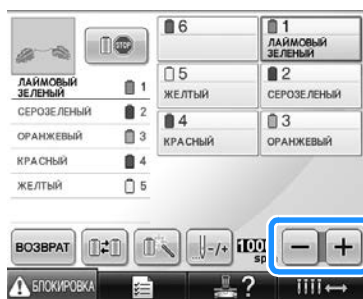 STOP
ЛАЙМОВЫЙ
ЗЕЛЕНЫЙ 1
СЕРОЗЕЛЕНЫЙ 2
ОРАНЖЕВЫЙ 3
КРАСНЫЙ 4
ЖЕЛТЫЙ 5
6
1
ЛАЙМОВЫЙ
ЗЕЛЕНЫЙ
5
ЖЕЛТЫЙ
2
СЕРОЗЕЛЕНЫЙ
4
КРАСНЫЙ
3
ОРАНЖЕВЫЙ
ВОЗВРАТ
-/+
− +
БЛОКИРОВКА
?